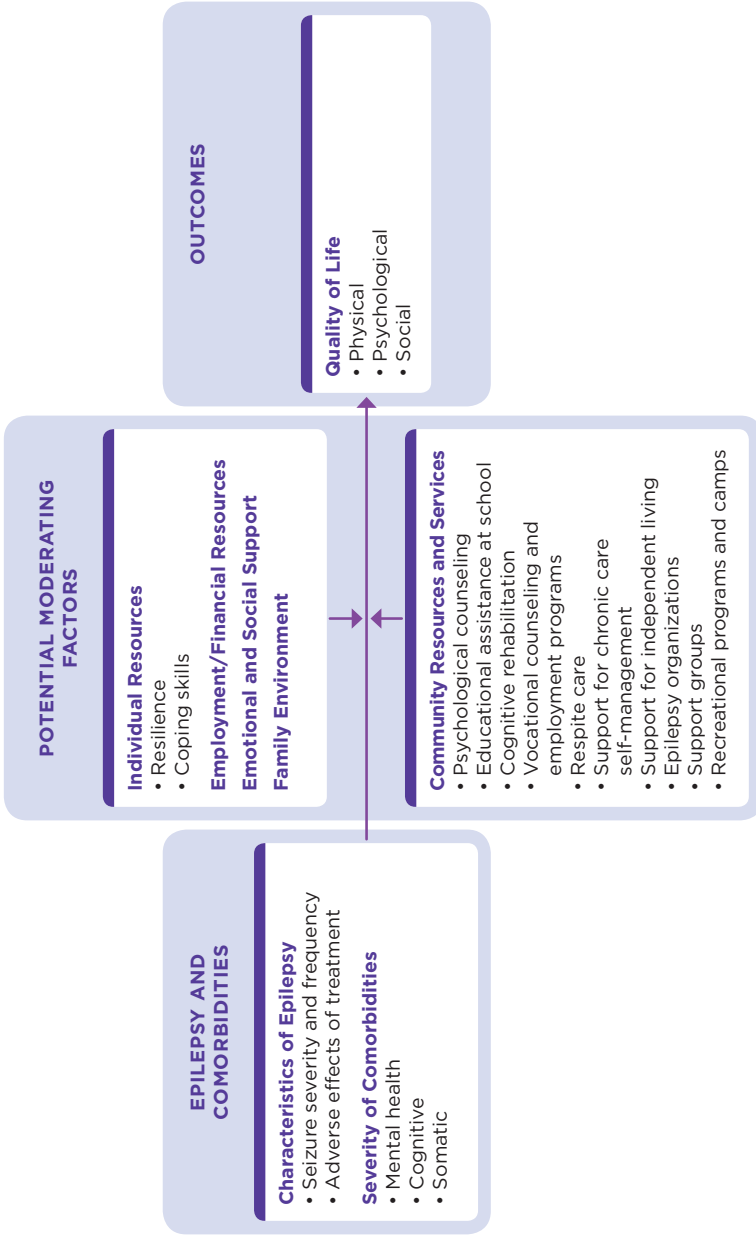 EPILEPSY AND
COMORBIDITIES
Characteristics of Epilepsy
• Seizure severity and frequency
• Adverse effects of treatment
Severity of Comorbidities
• Mental health
• Cognitive
• Somatic
POTENTIAL MODERATING
FACTORS
Individual Resources
• Resilience
• Coping skills
Employment/Financial Resources
Emotional and Social Support
Family Environment
Community Resources and Services
• Psychological counseling
• Educational assistance at school
• Cognitive rehabilitation
• Vocational counseling and
employment programs
• Respite care
• Support for chronic care
self-management
• Support for independent living
• Epilepsy organizations
• Support groups
• Recreational programs and camps
OUTCOMES
Quality of Life
• Physical
• Psychological
• Social